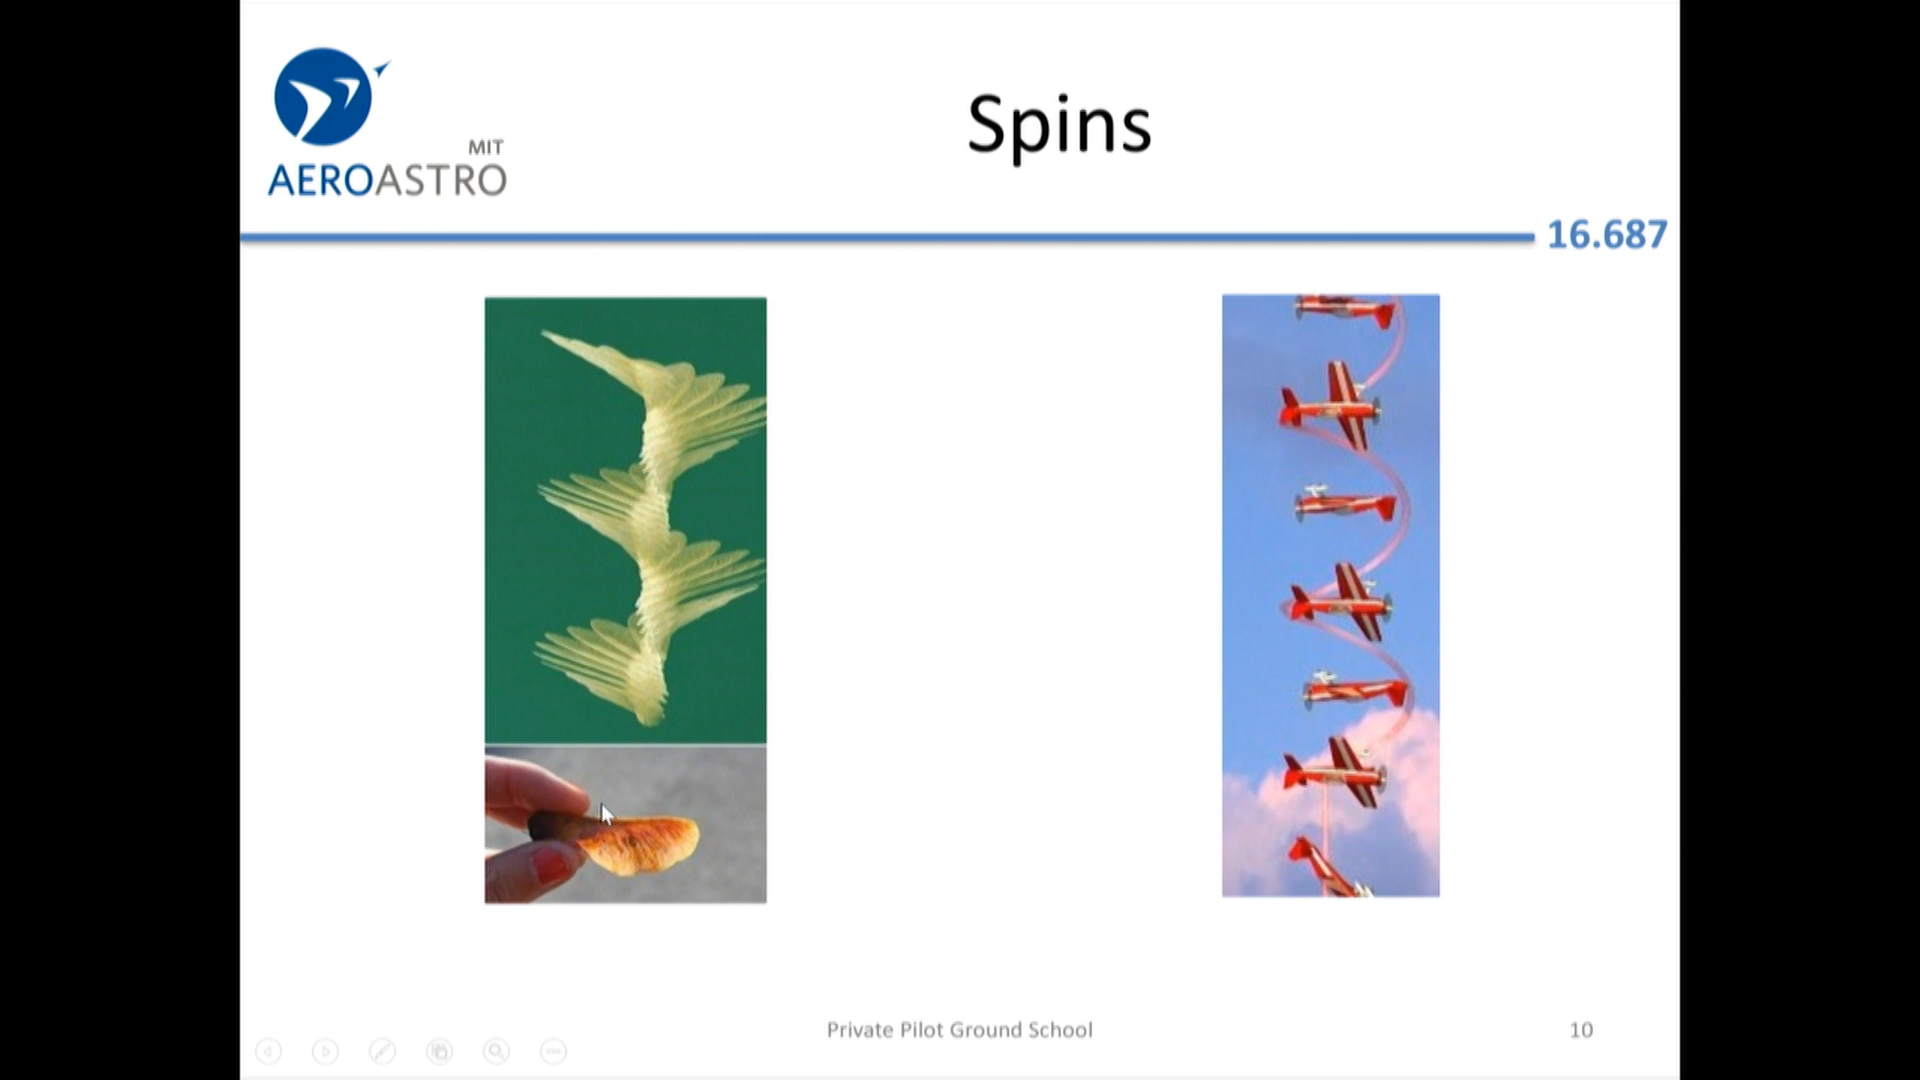 MIT
AEROASTRO
Spins
16.687
Private Pilot Ground School
10